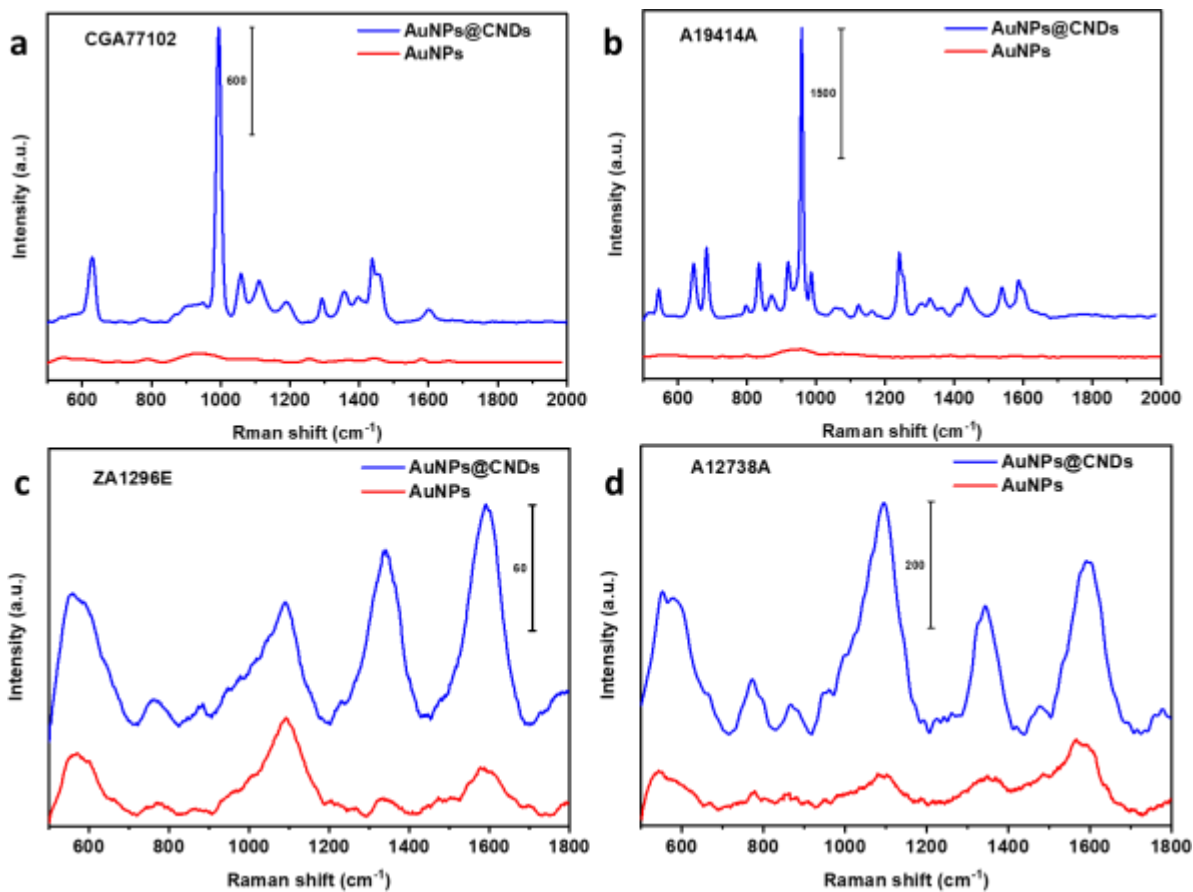 a
CGA77102
AuNPs@CNDs
AuNPs
600
Intensity (a.u.)
600 800 1000 1200 1400 1600 1800 2000
Rman shift (cm⁻¹)
b
A19414A
AuNPs@CNDs
AuNPs
1500
Intensity (a.u.)
600 800 1000 1200 1400 1600 1800 2000
Raman shift (cm⁻¹)
c
ZA1296E
AuNPs@CNDs
AuNPs
60
Intensity (a.u.)
600 800 1000 1200 1400 1600 1800
Raman shift (cm⁻¹)
d
A12738A
AuNPs@CNDs
AuNPs
200
Intensity (a.u.)
600 800 1000 1200 1400 1600 1800
Raman shift (cm⁻¹)